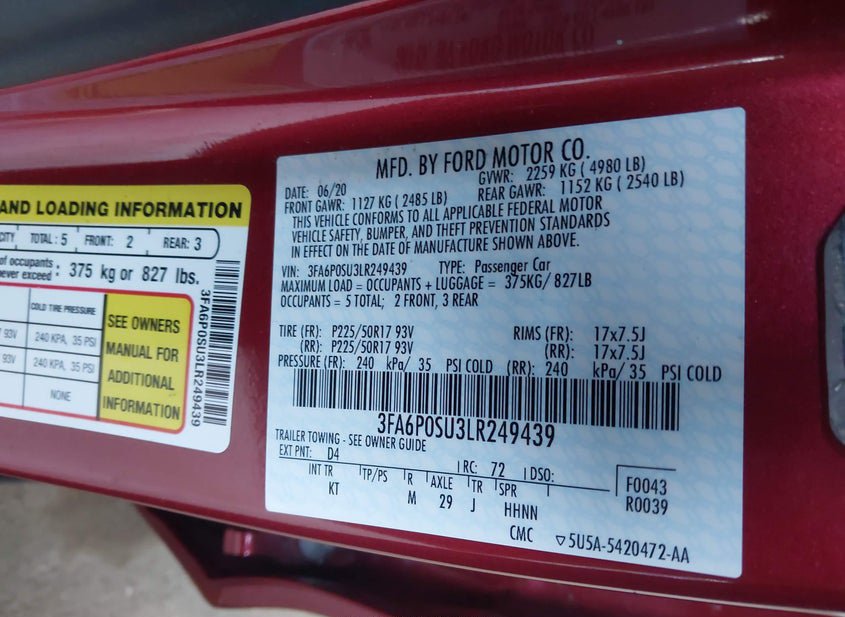 AND LOADING INFORMATION
CITY TOTAL: 5 FRONT: 2 REAR: 3
of occupants
never exceed : 375 kg or 827 lbs.
COLD TIRE PRESSURE
SEE OWNERS
MANUAL FOR
ADDITIONAL
INFORMATION
93V 240 KPA, 35 PSI
93V 240 KPA, 35 PSI
NONE
3FA6P0SU3LR249439
MFD. BY FORD MOTOR CO.
DATE: 06/20 GVWR: 2259 KG ( 4980 LB)
FRONT GAWR: 1127 KG ( 2485 LB) REAR GAWR: 1152 KG ( 2540 LB)
THIS VEHICLE CONFORMS TO ALL APPLICABLE FEDERAL MOTOR
VEHICLE SAFETY, BUMPER, AND THEFT PREVENTION STANDARDS
IN EFFECT ON THE DATE OF MANUFACTURE SHOWN ABOVE.
VIN: 3FA6P0SU3LR249439 TYPE: Passenger Car
MAXIMUM LOAD = OCCUPANTS + LUGGAGE = 375KG/ 827LB
OCCUPANTS = 5 TOTAL; 2 FRONT, 3 REAR
TIRE (FR): P225/50R17 93V RIMS (FR): 17x7.5J
(RR): P225/50R17 93V (RR): 17x7.5J
PRESSURE (FR): 240 kPa/ 35 PSI COLD (RR): 240 kPa/ 35 PSI COLD
3FA6P0SU3LR249439
TRAILER TOWING - SEE OWNER GUIDE
EXT PNT: D4 RC: 72 DSO:
INT TR TP/PS R AXLE TR SPR F0043
KT M 29 J HHNN R0039
CMC ▽5U5A-5420472-AA